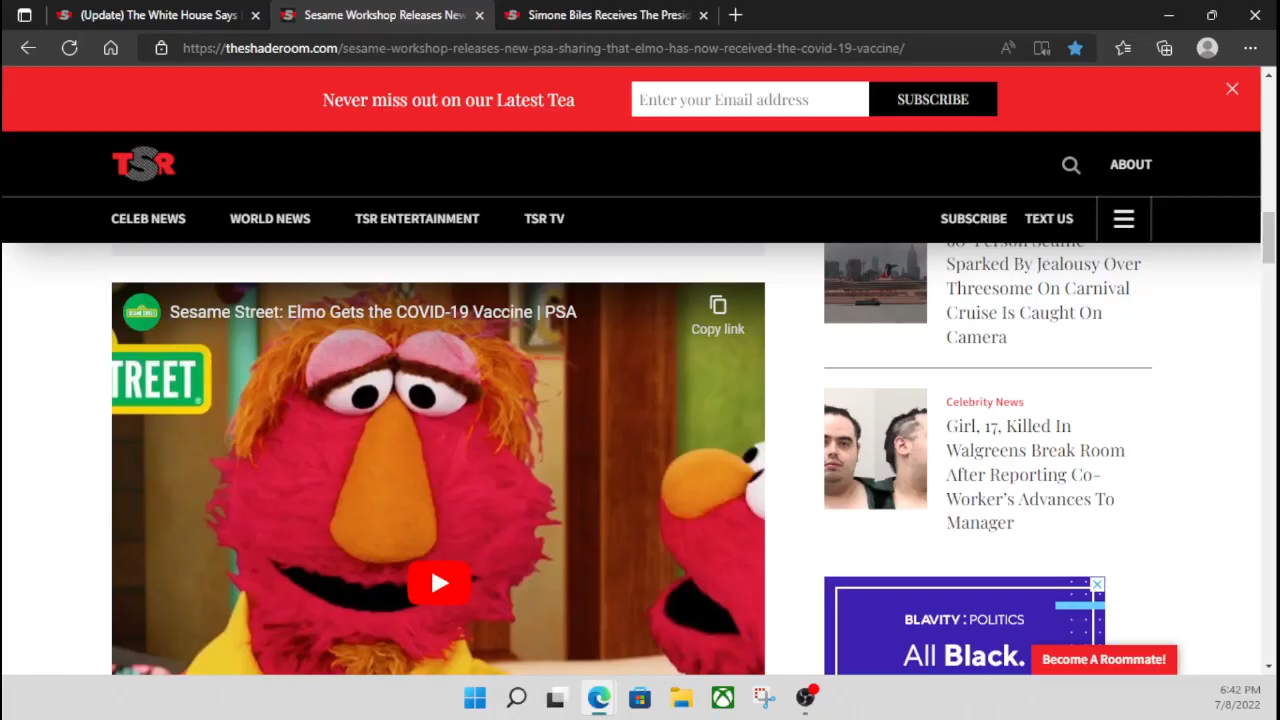 (Update) The White House Says
Sesame Workshop Releases New
Simone Biles Receives The Presid
https://theshaderoom.com/sesame-workshop-releases-new-psa-sharing-that-elmo-has-now-received-the-covid-19-vaccine/
Never miss out on our Latest Tea
Enter your Email address
SUBSCRIBE
TSR
ABOUT
CELEB NEWS
WORLD NEWS
TSR ENTERTAINMENT
TSR TV
SUBSCRIBE
TEXT US
Sesame Street: Elmo Gets the COVID-19 Vaccine | PSA
Copy link
STREET
60-Person Seaside
Sparked By Jealousy Over
Threesome On Carnival
Cruise Is Caught On
Camera
Celebrity News
Girl, 17, Killed In
Walgreens Break Room
After Reporting Co-
Worker's Advances To
Manager
BLAVITY:POLITICS
All Black.
Become A Roommate!
6:42 PM
7/8/2022